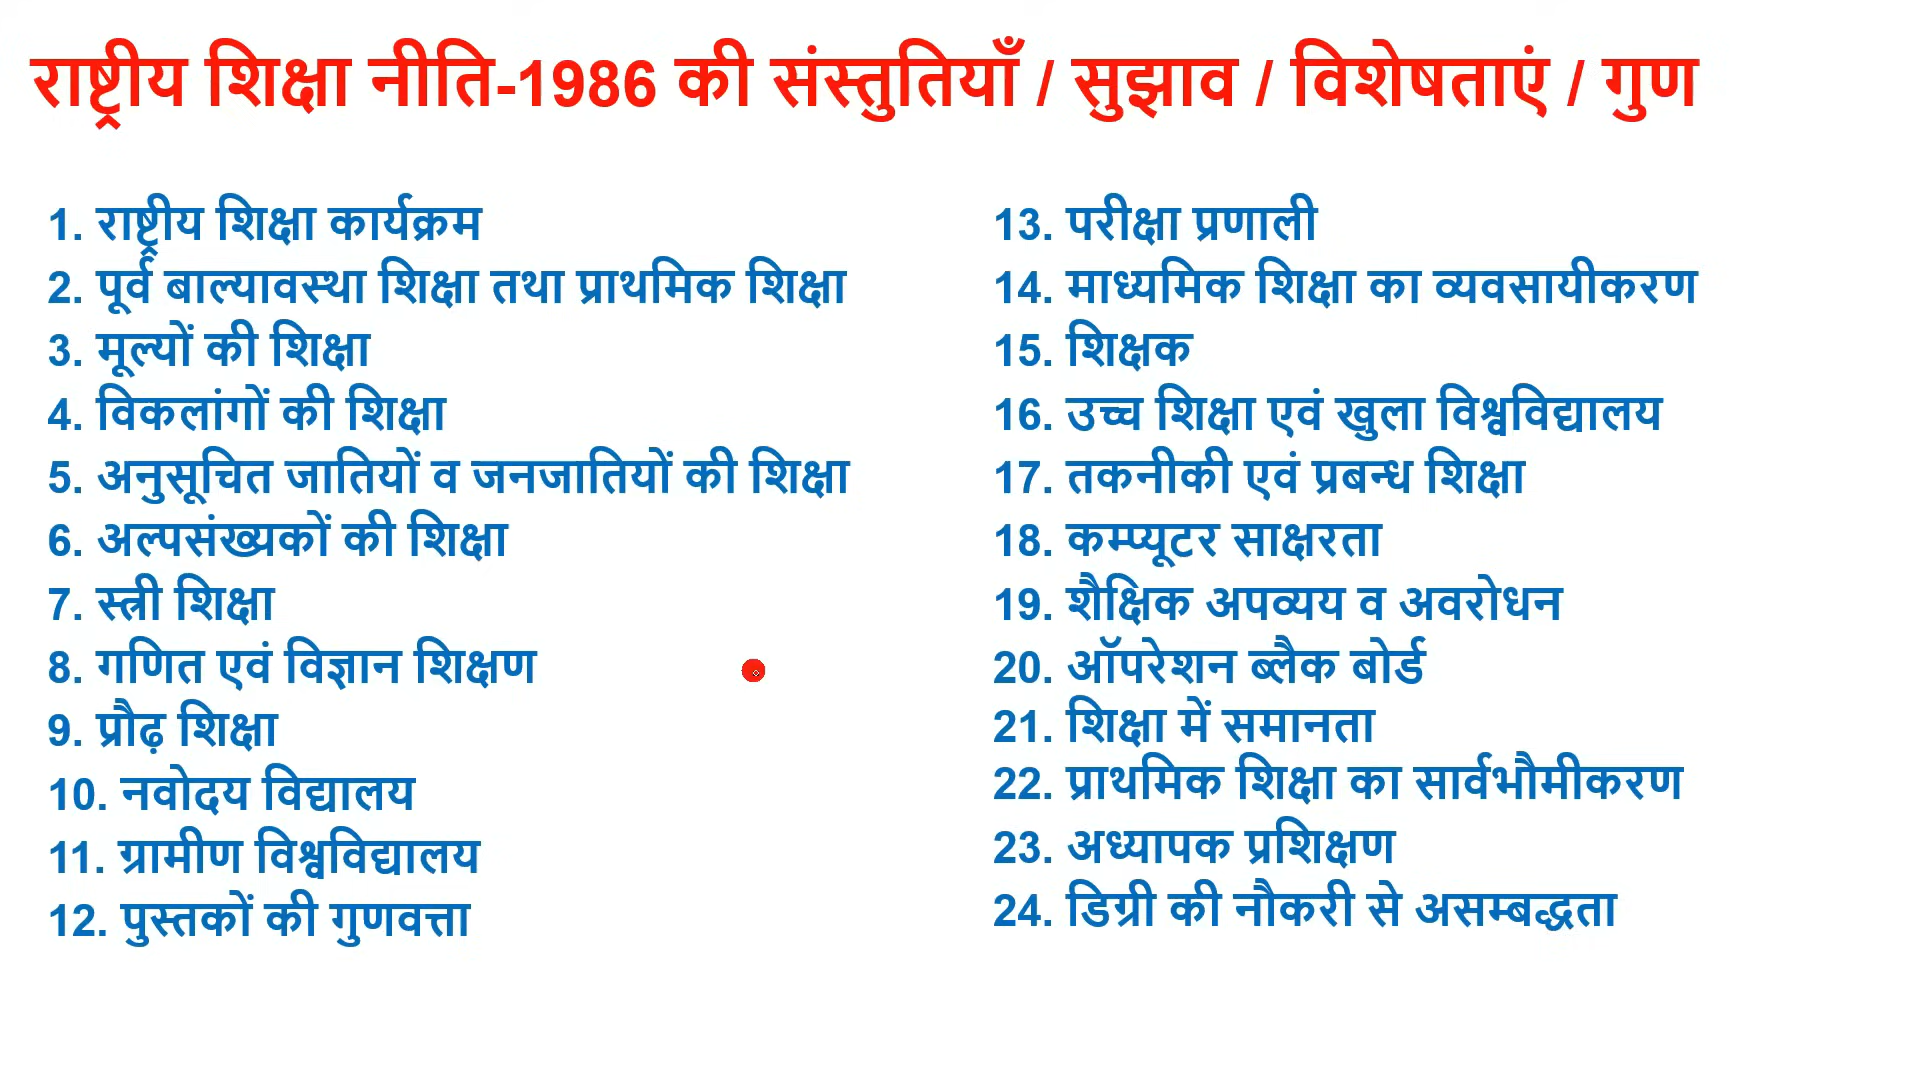 राष्ट्रीय शिक्षा नीति-1986 की संस्तुतियाँ / सुझाव / विशेषताएं / गुण
1. राष्ट्रीय शिक्षा कार्यक्रम
2. पूर्व बाल्यावस्था शिक्षा तथा प्राथमिक शिक्षा
3. मूल्यों की शिक्षा
4. विकलांगों की शिक्षा
5. अनुसूचित जातियों व जनजातियों की शिक्षा
6. अल्पसंख्यकों की शिक्षा
7. स्त्री शिक्षा
8. गणित एवं विज्ञान शिक्षण
9. प्रौढ़ शिक्षा
10. नवोदय विद्यालय
11. ग्रामीण विश्वविद्यालय
12. पुस्तकों की गुणवत्ता
13. परीक्षा प्रणाली
14. माध्यमिक शिक्षा का व्यवसायीकरण
15. शिक्षक
16. उच्च शिक्षा एवं खुला विश्वविद्यालय
17. तकनीकी एवं प्रबन्ध शिक्षा
18. कम्प्यूटर साक्षरता
19. शैक्षिक अपव्यय व अवरोधन
20. ऑपरेशन ब्लैक बोर्ड
21. शिक्षा में समानता
22. प्राथमिक शिक्षा का सार्वभौमीकरण
23. अध्यापक प्रशिक्षण
24. डिग्री की नौकरी से असम्बद्धता